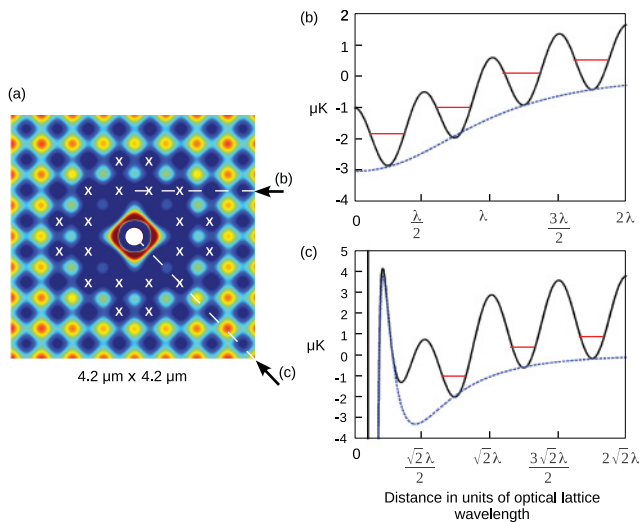 (a)
x x
x x x x
(b)
x x x x
x x x x
x x x x
x x
(c)
4.2 µm x 4.2 µm
(b)
2
1
0
-1
µK
-2
-3
-4
0
λ/2
λ
3λ/2
2λ
(c)
5
4
3
2
1
µK
0
-1
-2
-3
-4
0
√2λ/2
√2λ
3√2λ/2
2√2λ
Distance in units of optical lattice
wavelength